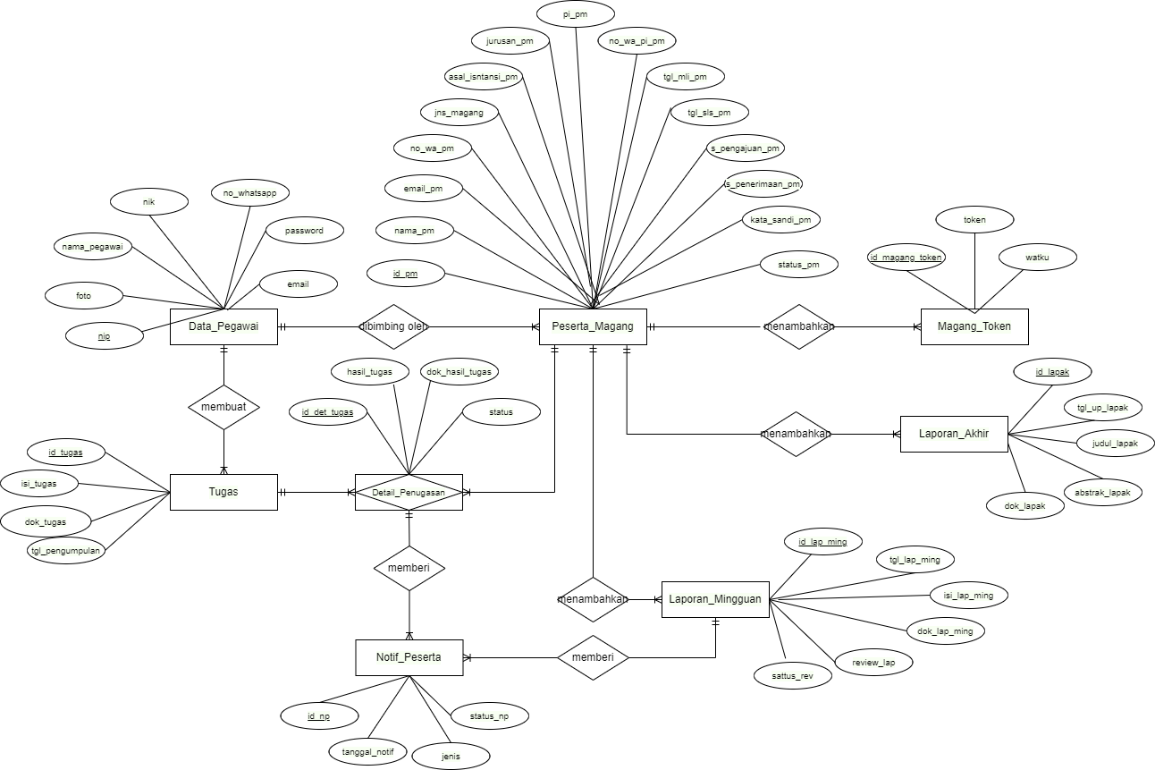 pi_pm
jurusan_pm
no_wa_pi_pm
asal_isntansi_pm
tgl_mli_pm
jns_magang
tgl_sls_pm
no_wa_pm
s_pengajuan_pm
email_pm
s_penerimaan_pm
nama_pm
kata_sandi_pm
id_pm
status_pm
nik
no_whatsapp
nama_pegawai
password
foto
email
nip
token
id_magang_token
watku
Data_Pegawai
dibimbing oleh
Peserta_Magang
menambahkan
Magang_Token
membuat
hasil_tugas
dok_hasil_tugas
id_det_tugas
status
id_lapak
tgl_up_lapak
menambahkan
Laporan_Akhir
judul_lapak
abstrak_lapak
dok_lapak
id_tugas
isi_tugas
dok_tugas
tgl_pengumpulan
Tugas
Detail_Penugasan
memberi
id_lap_ming
tgl_lap_ming
isi_lap_ming
menambahkan
Laporan_Mingguan
dok_lap_ming
review_lap
sattus_rev
Notif_Peserta
memberi
id_np
status_np
tanggal_notif
jenis